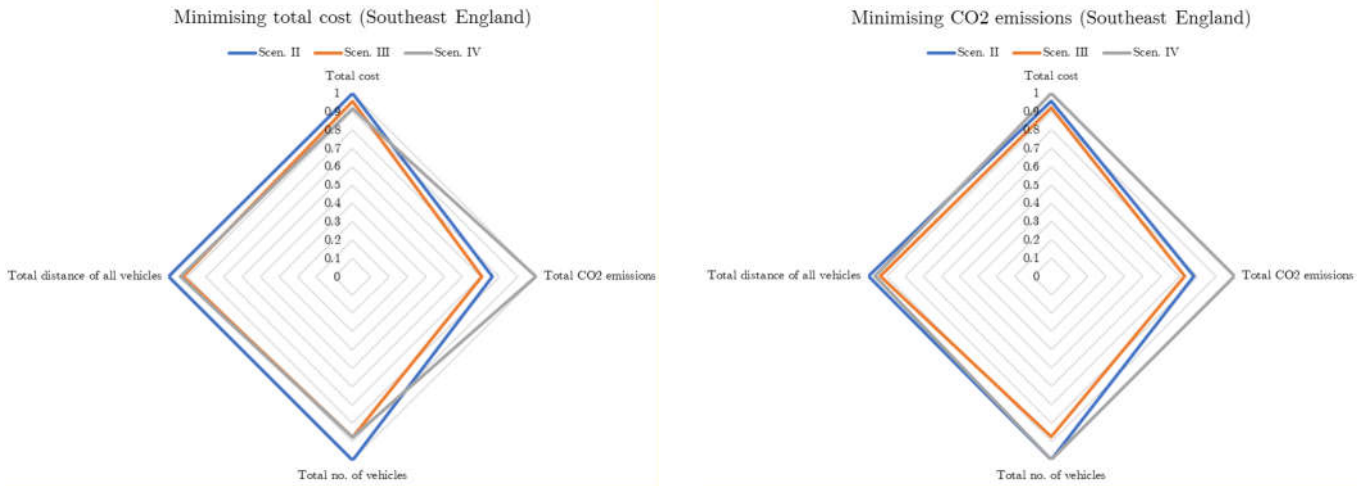 Minimising total cost (Southeast England)
Scen. II Scen. III Scen. IV
Total cost
1
0.9
0.8
0.7
0.6
0.5
0.4
0.3
0.2
0.1
0
Total distance of all vehicles
Total CO2 emissions
Total no. of vehicles
Minimising CO2 emissions (Southeast England)
Scen. II Scen. III Scen. IV
Total cost
1
0.9
0.8
0.7
0.6
0.5
0.4
0.3
0.2
0.1
0
Total distance of all vehicles
Total CO2 emissions
Total no. of vehicles